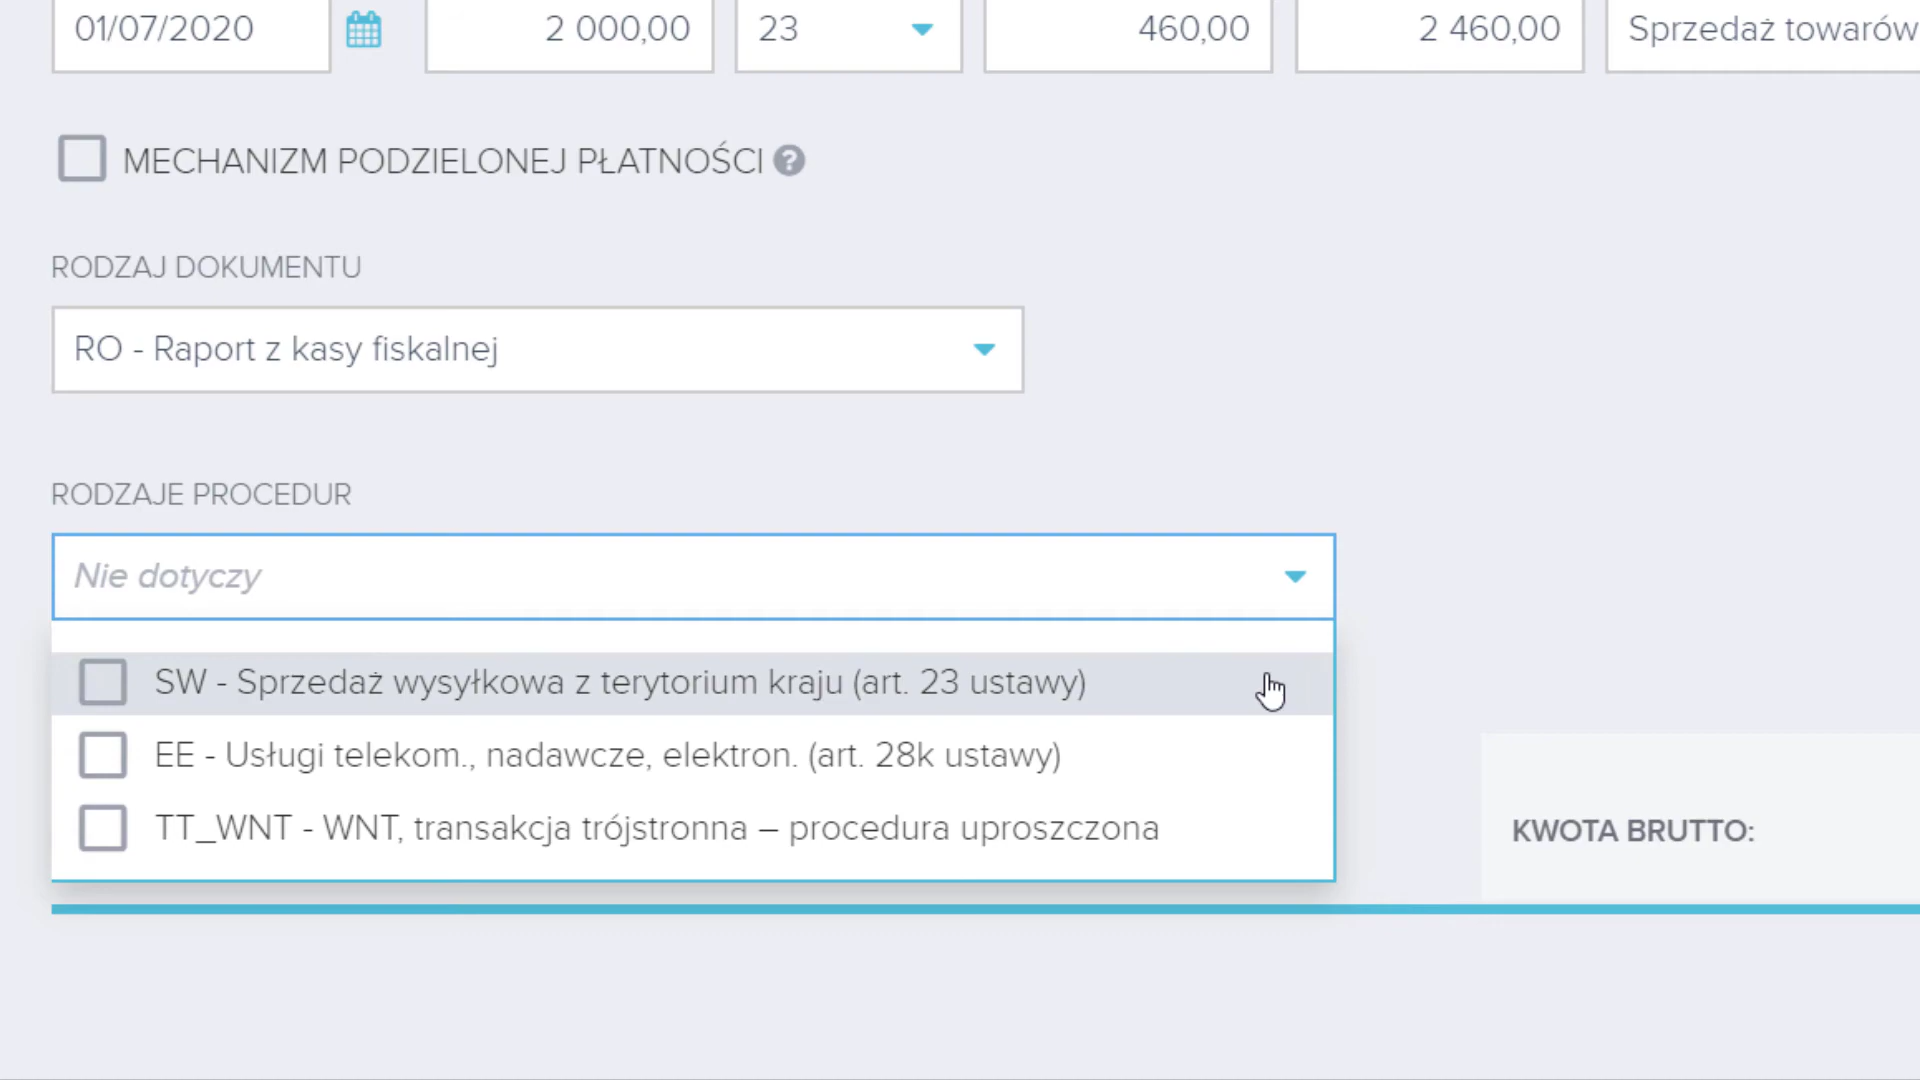 01/07/2020 2 000,00 23 460,00 2 460,00 Sprzedaż towarów
MECHANIZM PODZIELONEJ PŁATNOŚCI ?
RODZAJ DOKUMENTU
RO - Raport z kasy fiskalnej
RODZAJE PROCEDUR
Nie dotyczy
SW - Sprzedaż wysyłkowa z terytorium kraju (art. 23 ustawy)
EE - Usługi telekom., nadawcze, elektron. (art. 28k ustawy)
TT_WNT - WNT, transakcja trójstronna – procedura uproszczona
KWOTA BRUTTO: